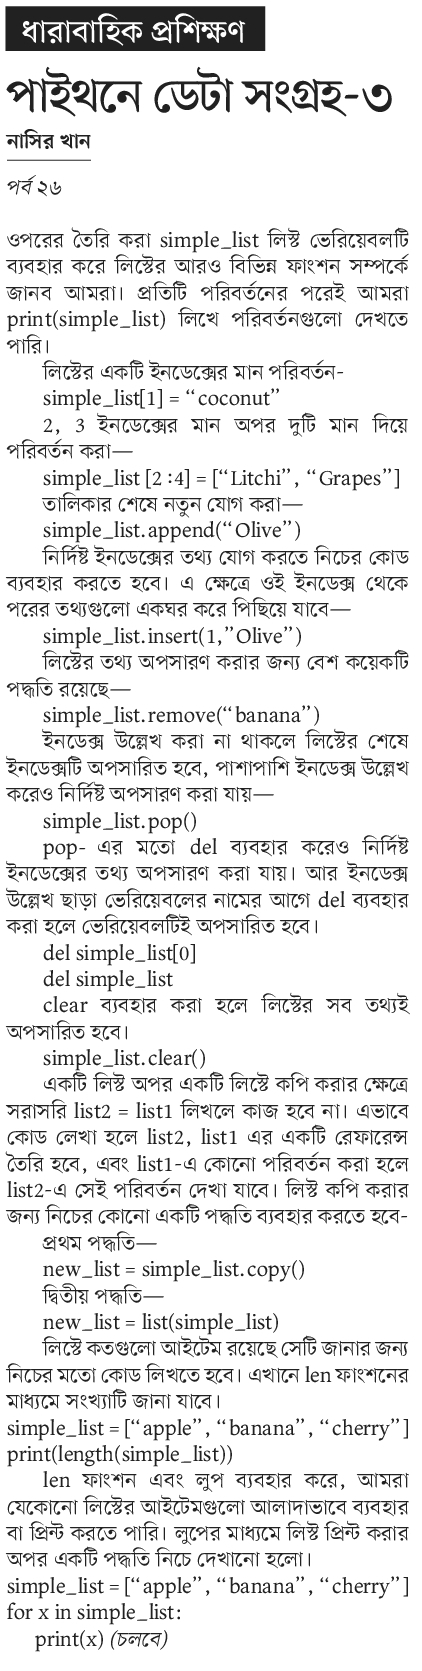 ধারাবাহিক প্রশিক্ষণ
পাইথনে ডেটা সংগ্রহ-৩
নাসির খান
পর্ব ২৬
ওপরের তৈরি করা simple_list লিস্ট ভেরিয়েবলটি
ব্যবহার করে লিস্টের আরও বিভিন্ন ফাংশন সম্পর্কে
জানব আমরা। প্রতিটি পরিবর্তনের পরেই আমরা
print(simple_list) লিখে পরিবর্তনগুলো দেখতে
পারি।
লিস্টের একটি ইনডেক্সের মান পরিবর্তন-
simple_list[1] = “coconut”
2, 3 ইনডেক্সের মান অপর দুটি মান দিয়ে
পরিবর্তন করা—
simple_list [2 :4] = [“Litchi”, “Grapes”]
তালিকার শেষে নতুন যোগ করা—
simple_list.append(“Olive”)
নির্দিষ্ট ইনডেক্সের তথ্য যোগ করতে নিচের কোড
ব্যবহার করতে হবে। এ ক্ষেত্রে ওই ইনডেক্স থেকে
পরের তথ্যগুলো একঘর করে পিছিয়ে যাবে—
simple_list.insert(1,”Olive”)
লিস্টের তথ্য অপসারণ করার জন্য বেশ কয়েকটি
পদ্ধতি রয়েছে—
simple_list.remove(“banana”)
ইনডেক্স উল্লেখ করা না থাকলে লিস্টের শেষে
ইনডেক্সটি অপসারিত হবে, পাশাপাশি ইনডেক্স উল্লেখ
করেও নির্দিষ্ট অপসারণ করা যায়—
simple_list.pop()
pop- এর মতো del ব্যবহার করেও নির্দিষ্ট
ইনডেক্সের তথ্য অপসারণ করা যায়। আর ইনডেক্স
উল্লেখ ছাড়া ভেরিয়েবলের নামের আগে del ব্যবহার
করা হলে ভেরিয়েবলটিই অপসারিত হবে।
del simple_list[0]
del simple_list
clear ব্যবহার করা হলে লিস্টের সব তথ্যই
অপসারিত হবে।
simple_list.clear()
একটি লিস্ট অপর একটি লিস্টে কপি করার ক্ষেত্রে
সরাসরি list2 = list1 লিখলে কাজ হবে না। এভাবে
কোড লেখা হলে list2, list1 এর একটি রেফারেন্স
তৈরি হবে, এবং list1-এ কোনো পরিবর্তন করা হলে
list2-এ সেই পরিবর্তন দেখা যাবে। লিস্ট কপি করার
জন্য নিচের কোনো একটি পদ্ধতি ব্যবহার করতে হবে-
প্রথম পদ্ধতি—
new_list = simple_list.copy()
দ্বিতীয় পদ্ধতি—
new_list = list(simple_list)
লিস্টে কতগুলো আইটেম রয়েছে সেটি জানার জন্য
নিচের মতো কোড লিখতে হবে। এখানে len ফাংশনের
মাধ্যমে সংখ্যাটি জানা যাবে।
simple_list = [“apple”, “banana”, “cherry”]
print(length(simple_list))
len ফাংশন এবং লুপ ব্যবহার করে, আমরা
যেকোনো লিস্টের আইটেমগুলো আলাদাভাবে ব্যবহার
বা প্রিন্ট করতে পারি। লুপের মাধ্যমে লিস্ট প্রিন্ট করার
অপর একটি পদ্ধতি নিচে দেখানো হলো।
simple_list = [“apple”, “banana”, “cherry”]
for x in simple_list:
print(x) (চলবে)